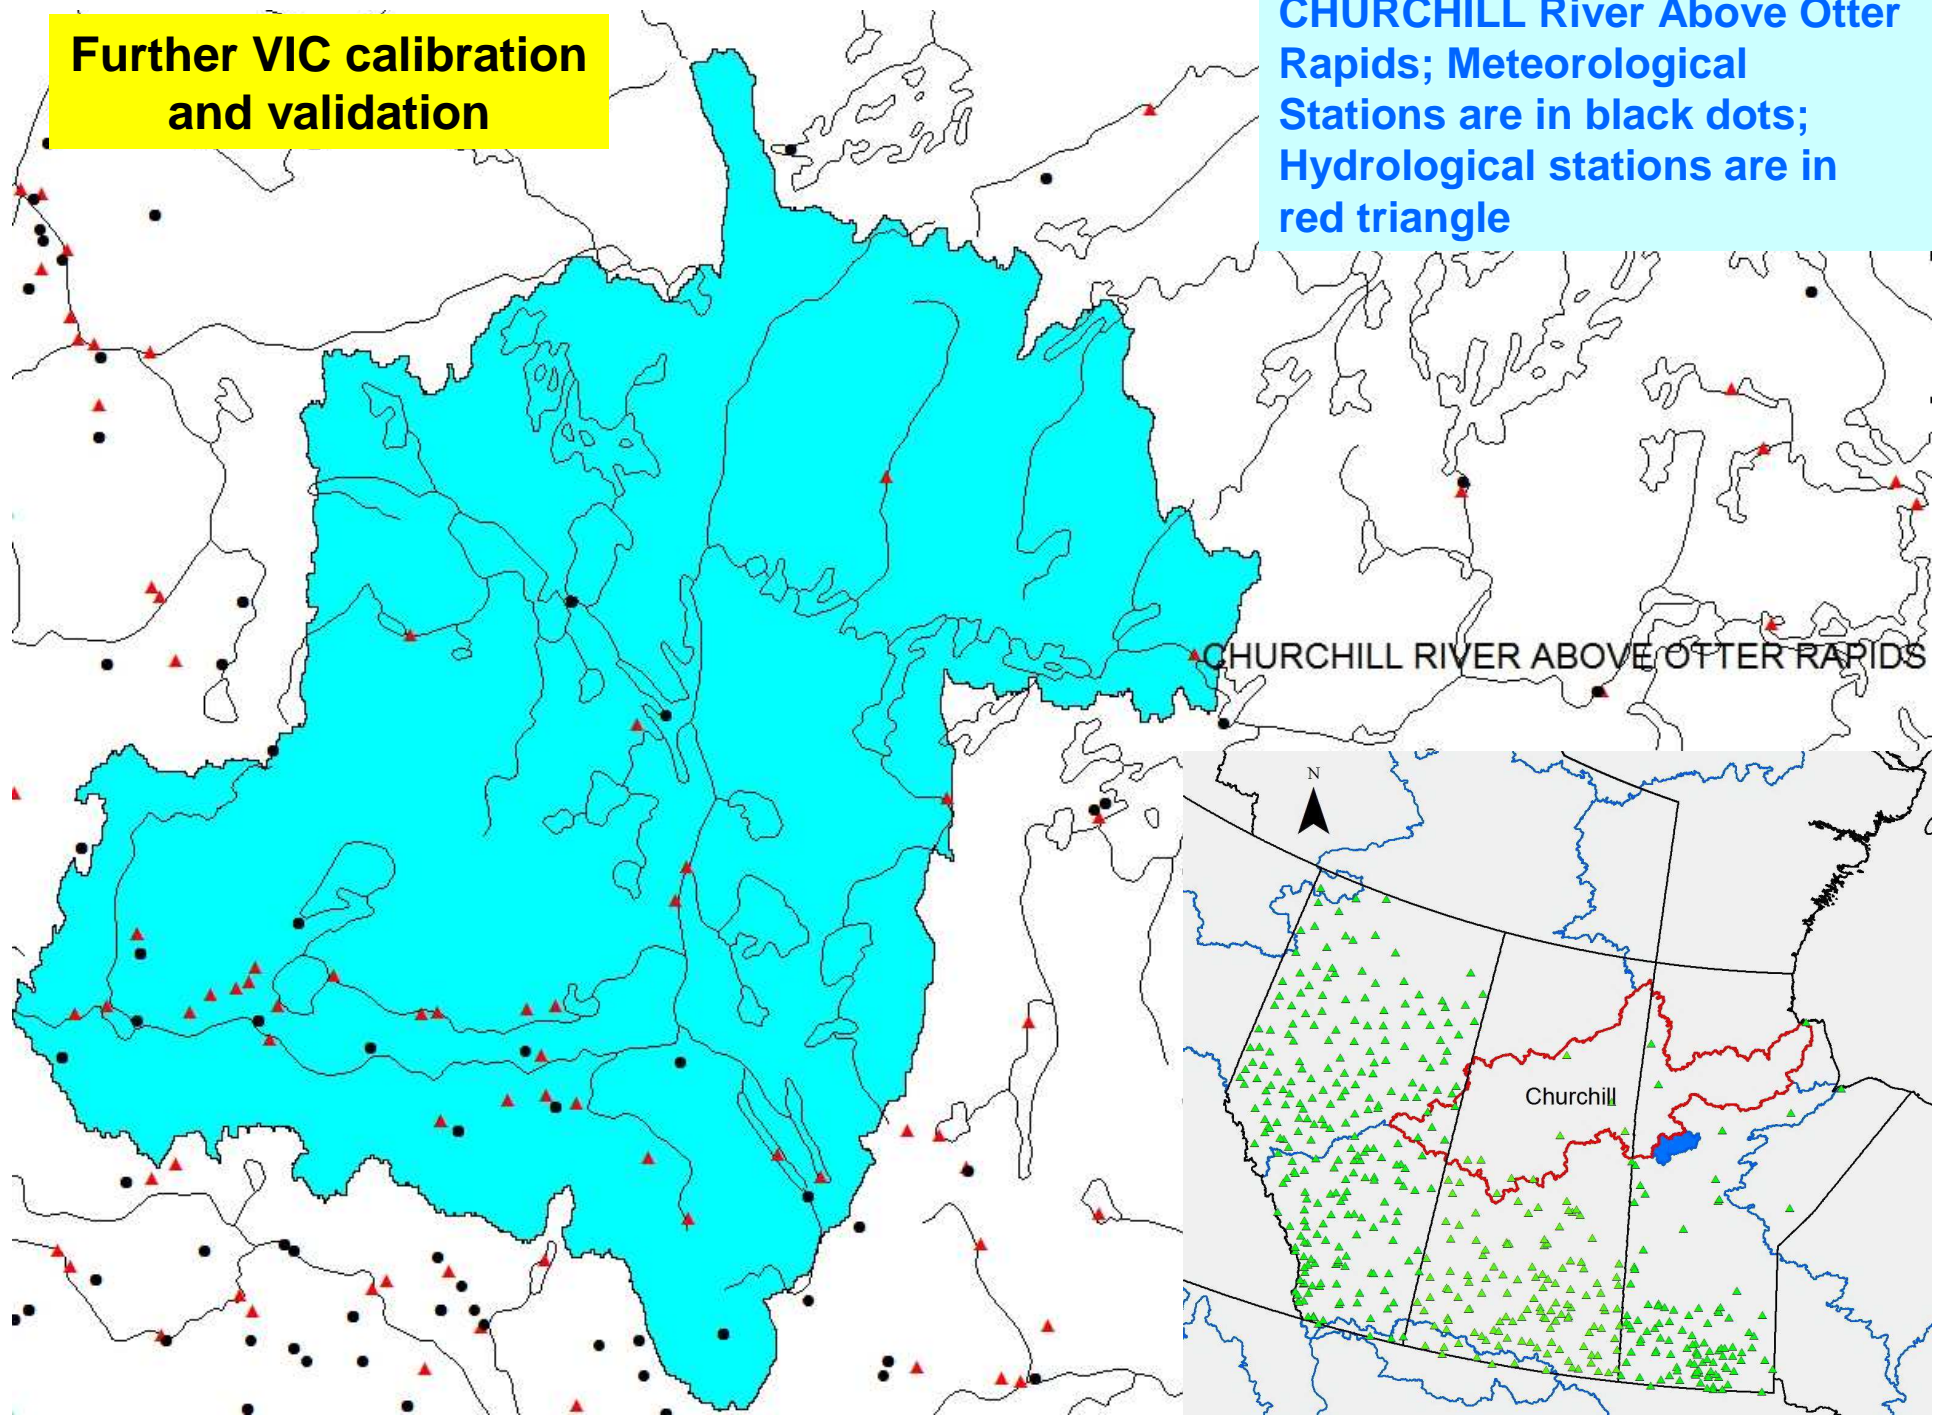 Further VIC calibration
and validation
CHURCHILL River Above Otter
Rapids; Meteorological
Stations are in black dots;
Hydrological stations are in
red triangle
CHURCHILL RIVER ABOVE OTTER RAPIDS
N
Churchill